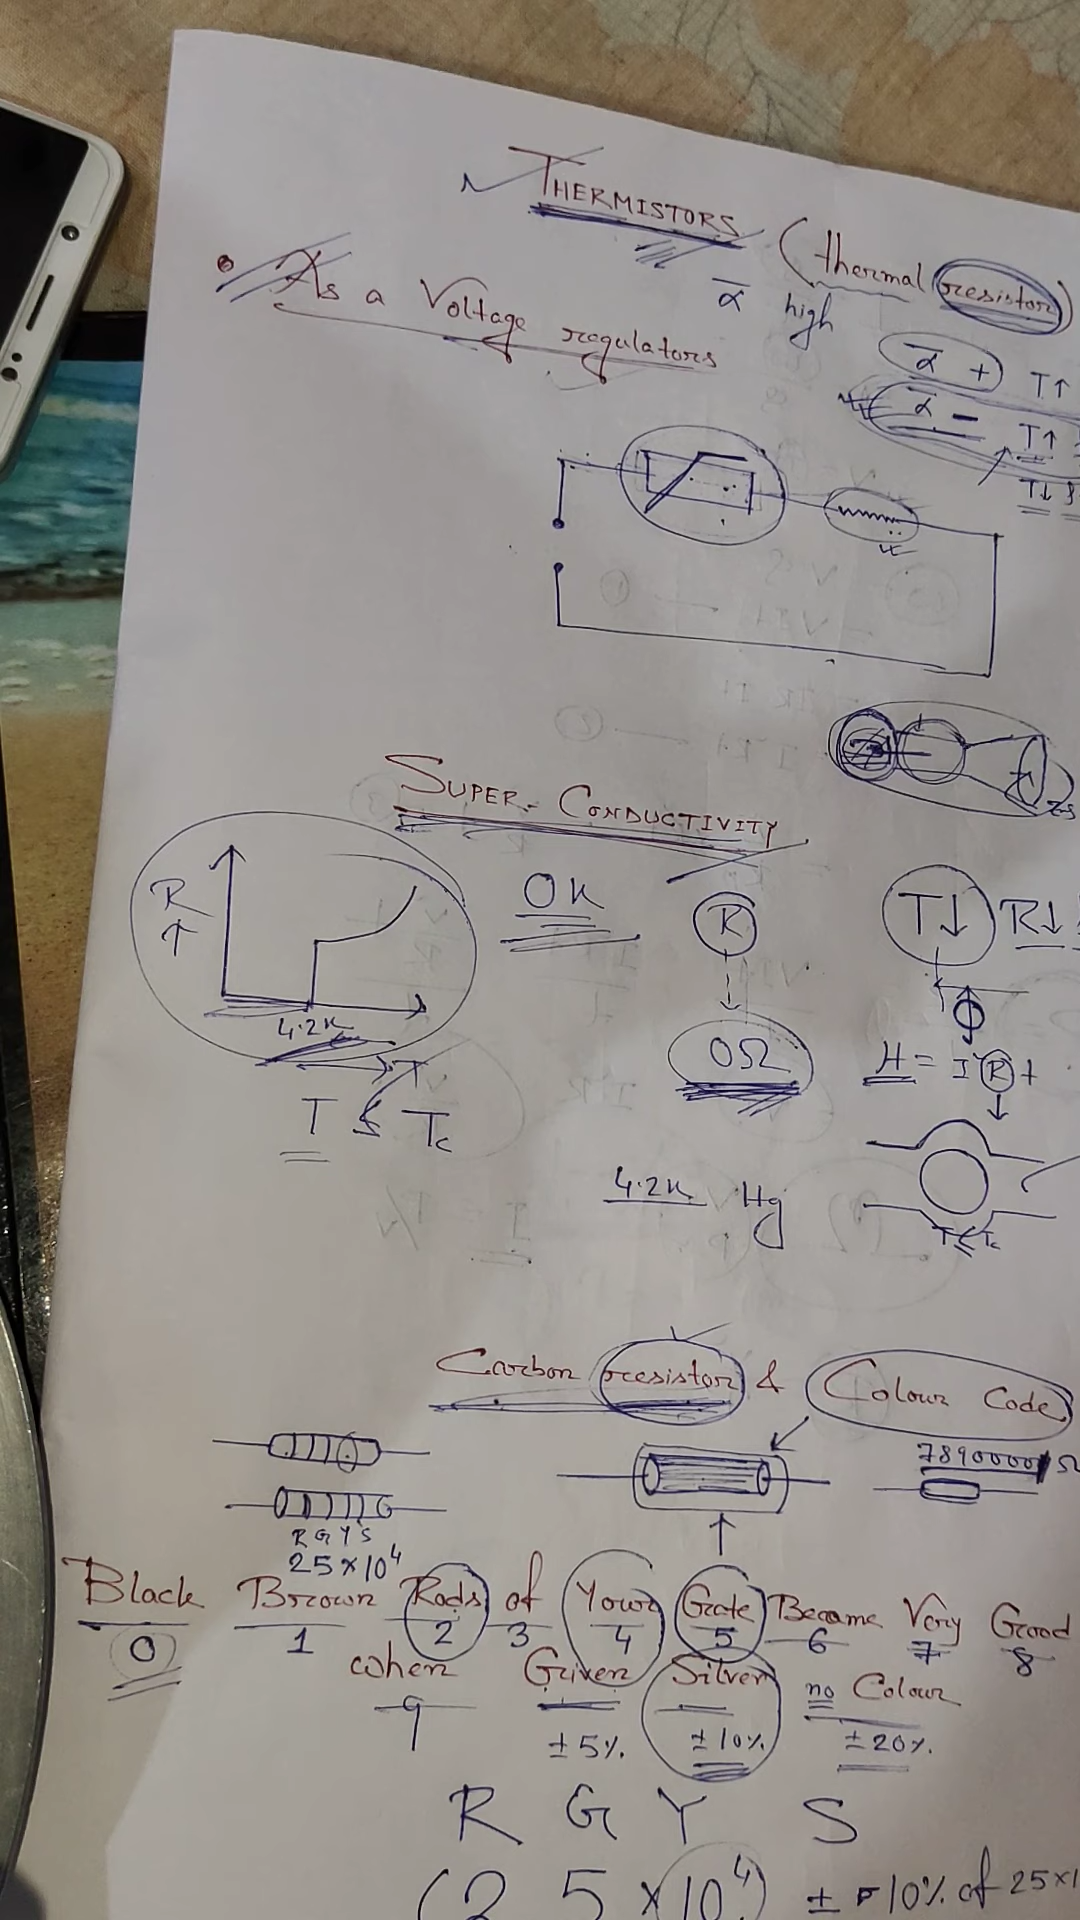 THERMISTORS (thermal resistor)
ᾱ high
• As a Voltage regulators
ᾱ + T↑
ᾱ - T↑
T↓
SUPER-CONDUCTIVITY
R ↑
0K
R
T↓ R↓
4.2K
T
0Ω
H = I²Rt
T ≤ Tc
4.2K Hg
T≤Tc
Carbon resistor & Colour Code
R G Y S
25×10⁴
Black Brown Rods of Your Gate Became Very Good
0 1 2 3 4 5 6 7 8
when Given Silver no Colour
9 ±5% ±10% ±20%
R G Y S
(2 5 ×10⁴) ± 10% of 25×1